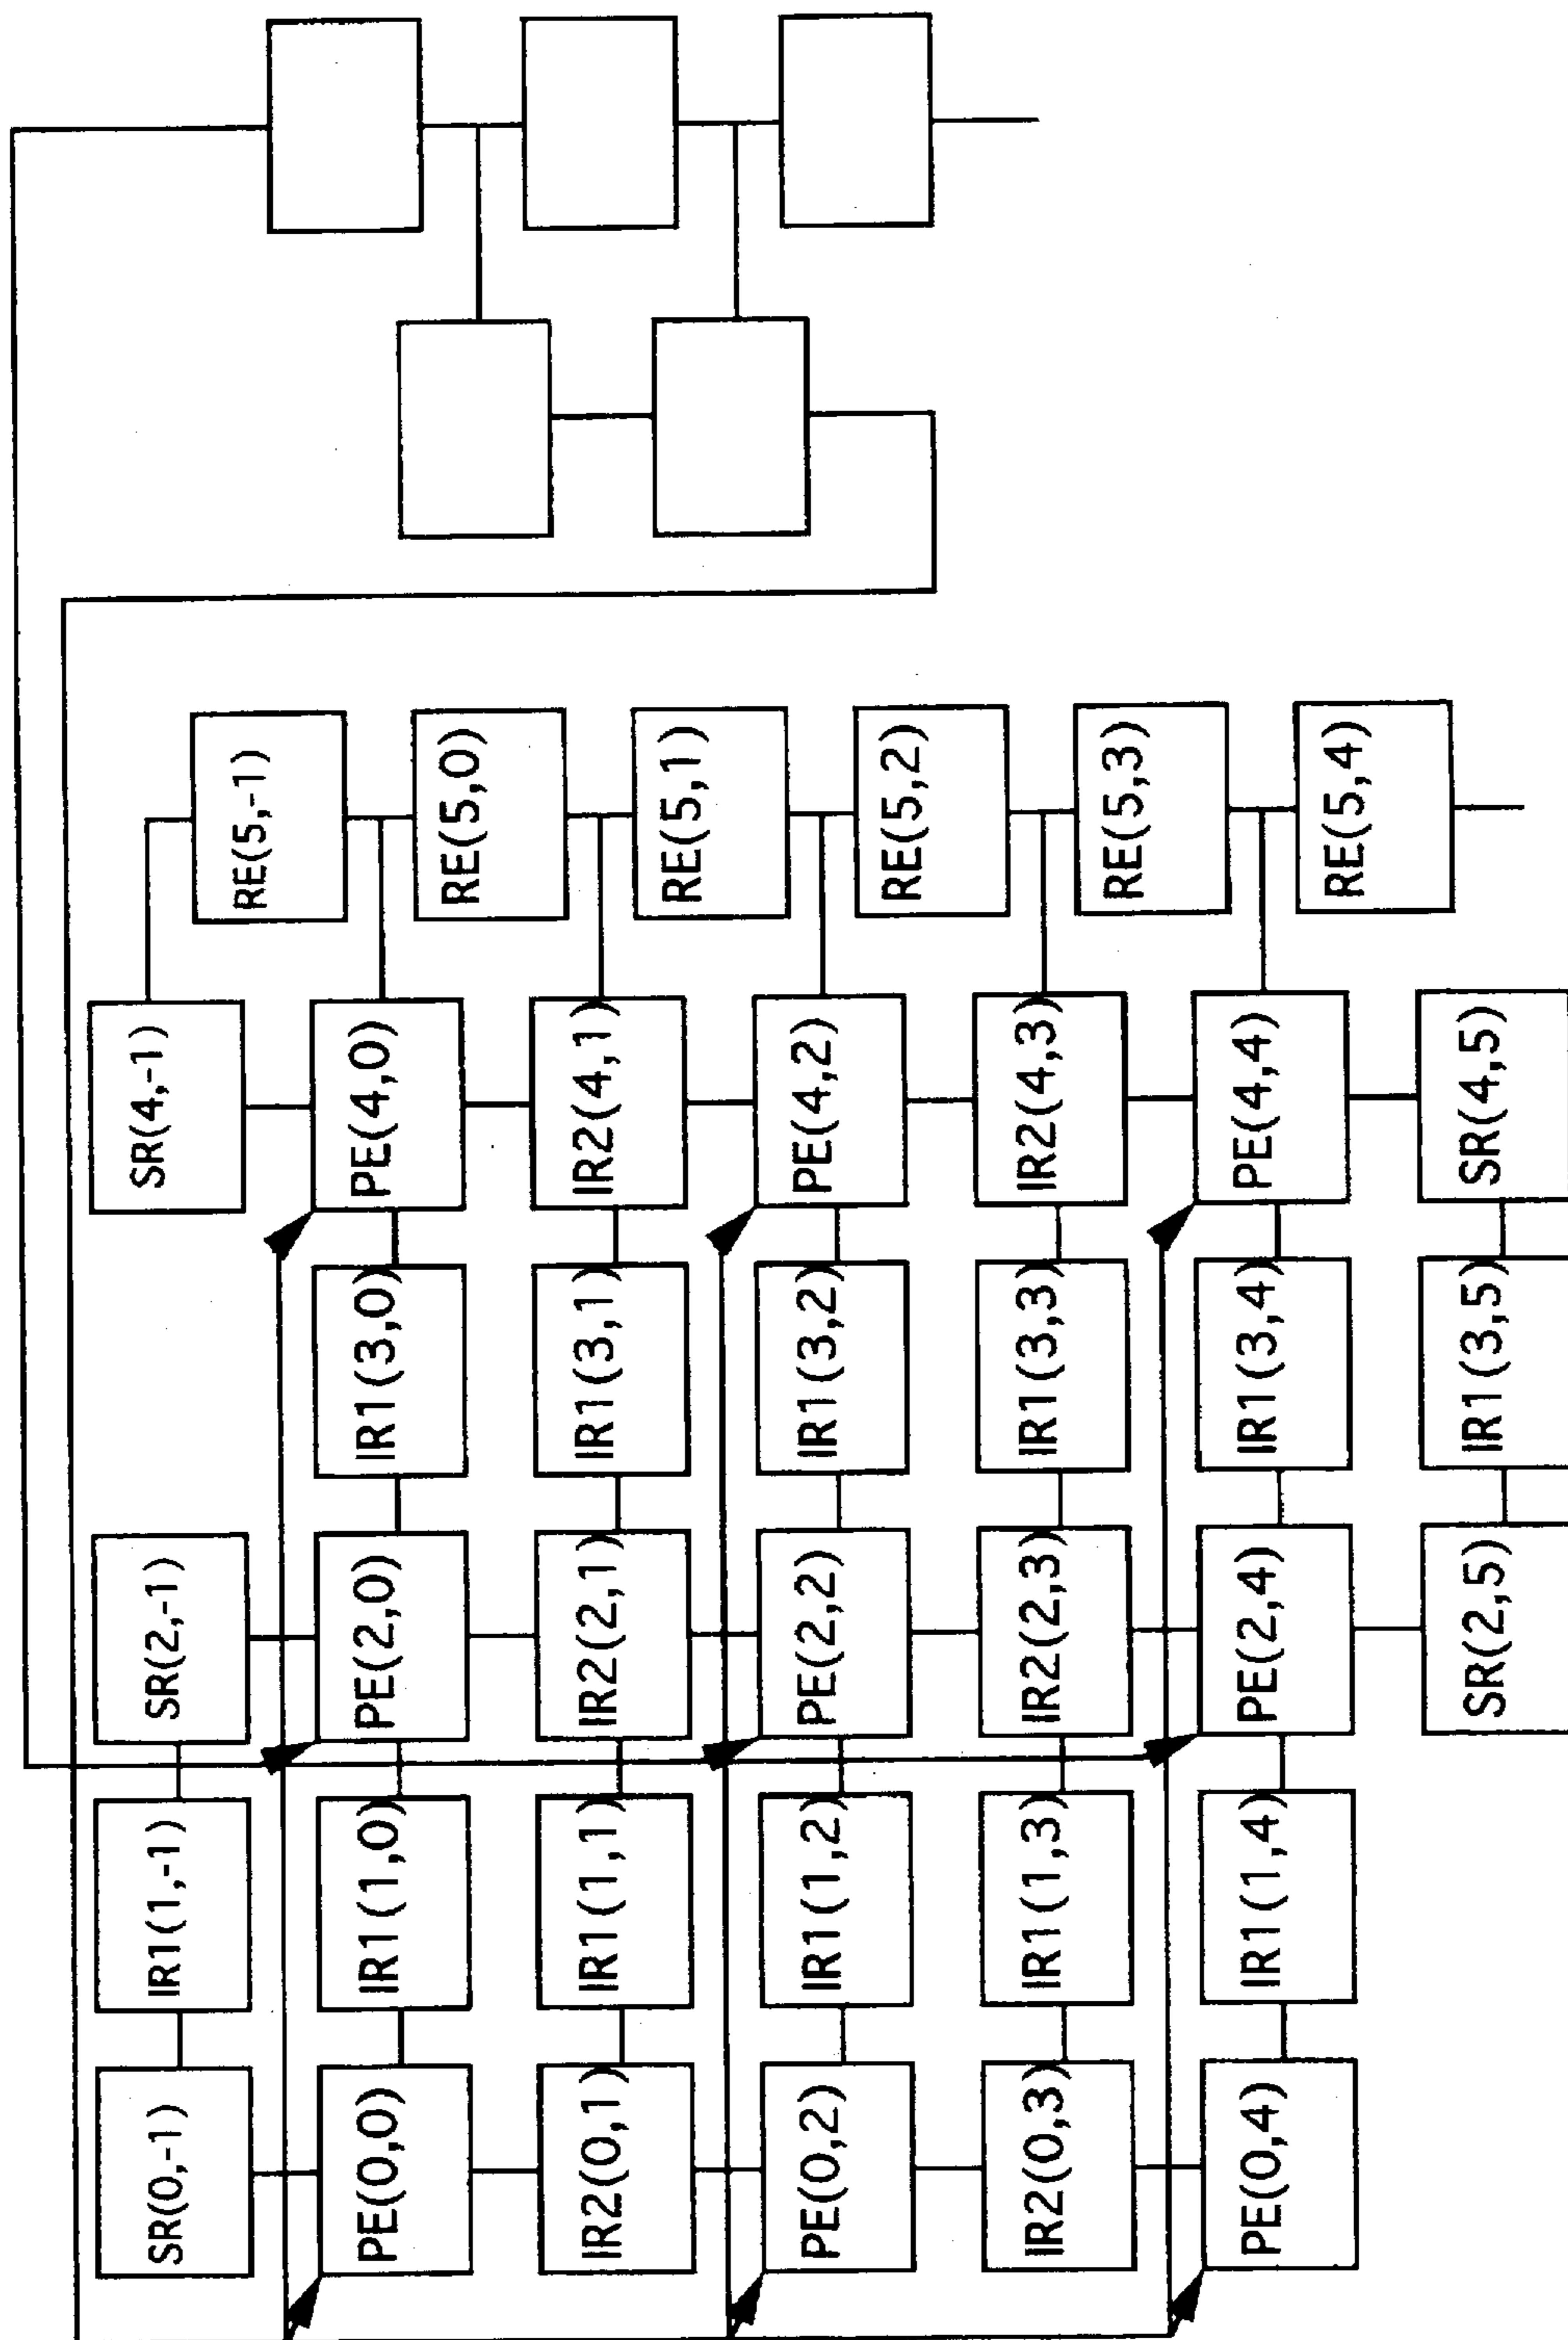 SR(0,-1)
IR1(1,-1)
SR(2,-1)
SR(4,-1)
RE(5,-1)
PE(0,0)
IR1(1,0)
PE(2,0)
IR1(3,0)
PE(4,0)
RE(5,0)
IR2(0,1)
IR1(1,1)
IR2(2,1)
IR1(3,1)
IR2(4,1)
RE(5,1)
PE(0,2)
IR1(1,2)
PE(2,2)
IR1(3,2)
PE(4,2)
RE(5,2)
IR2(0,3)
IR1(1,3)
IR2(2,3)
IR1(3,3)
IR2(4,3)
RE(5,3)
PE(0,4)
IR1(1,4)
PE(2,4)
IR1(3,4)
PE(4,4)
RE(5,4)
SR(2,5)
IR1(3,5)
SR(4,5)